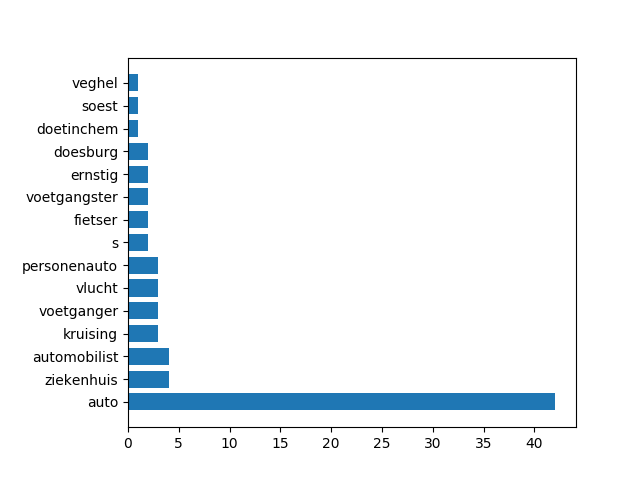 veghel
soest
doetinchem
doesburg
ernstig
voetgangster
fietser
s
personenauto
vlucht
voetganger
kruising
automobilist
ziekenhuis
auto
0 5 10 15 20 25 30 35 40